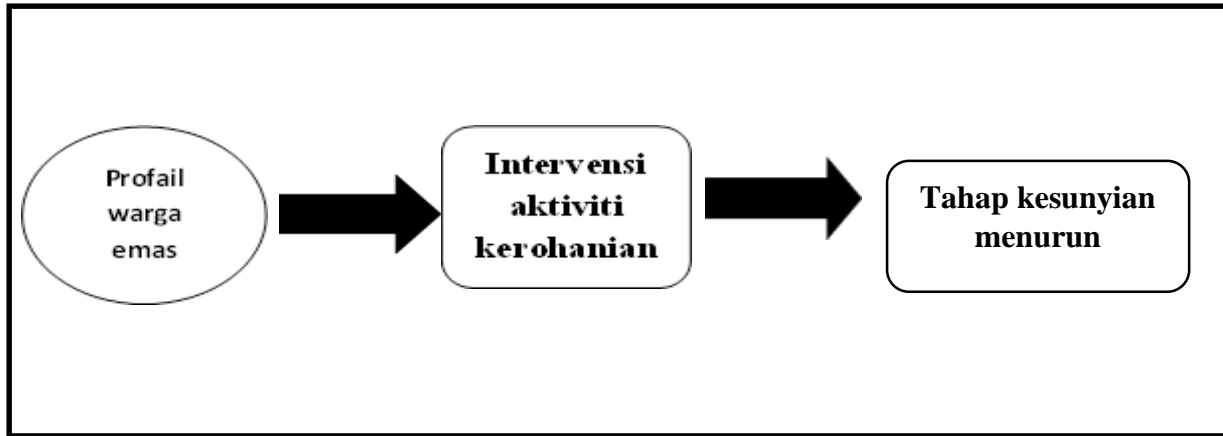 Profail
warga
emas
Intervensi
aktiviti
kerohanian
Tahap kesunyian
menurun